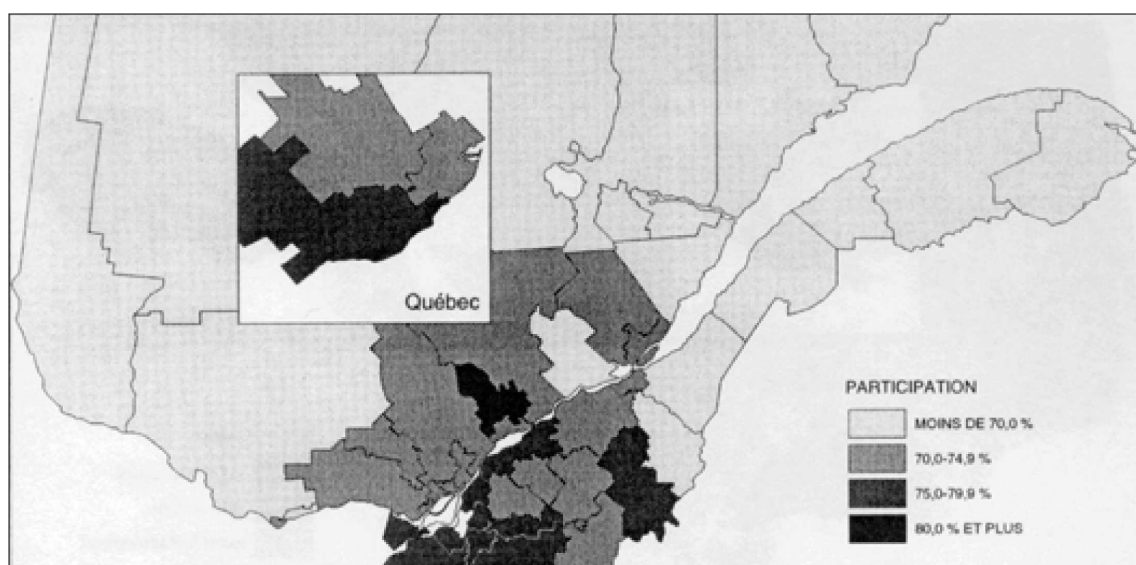 Québec
PARTICIPATION
MOINS DE 70,0 %
70,0-74,9 %
75,0-79,9 %
80,0 % ET PLUS